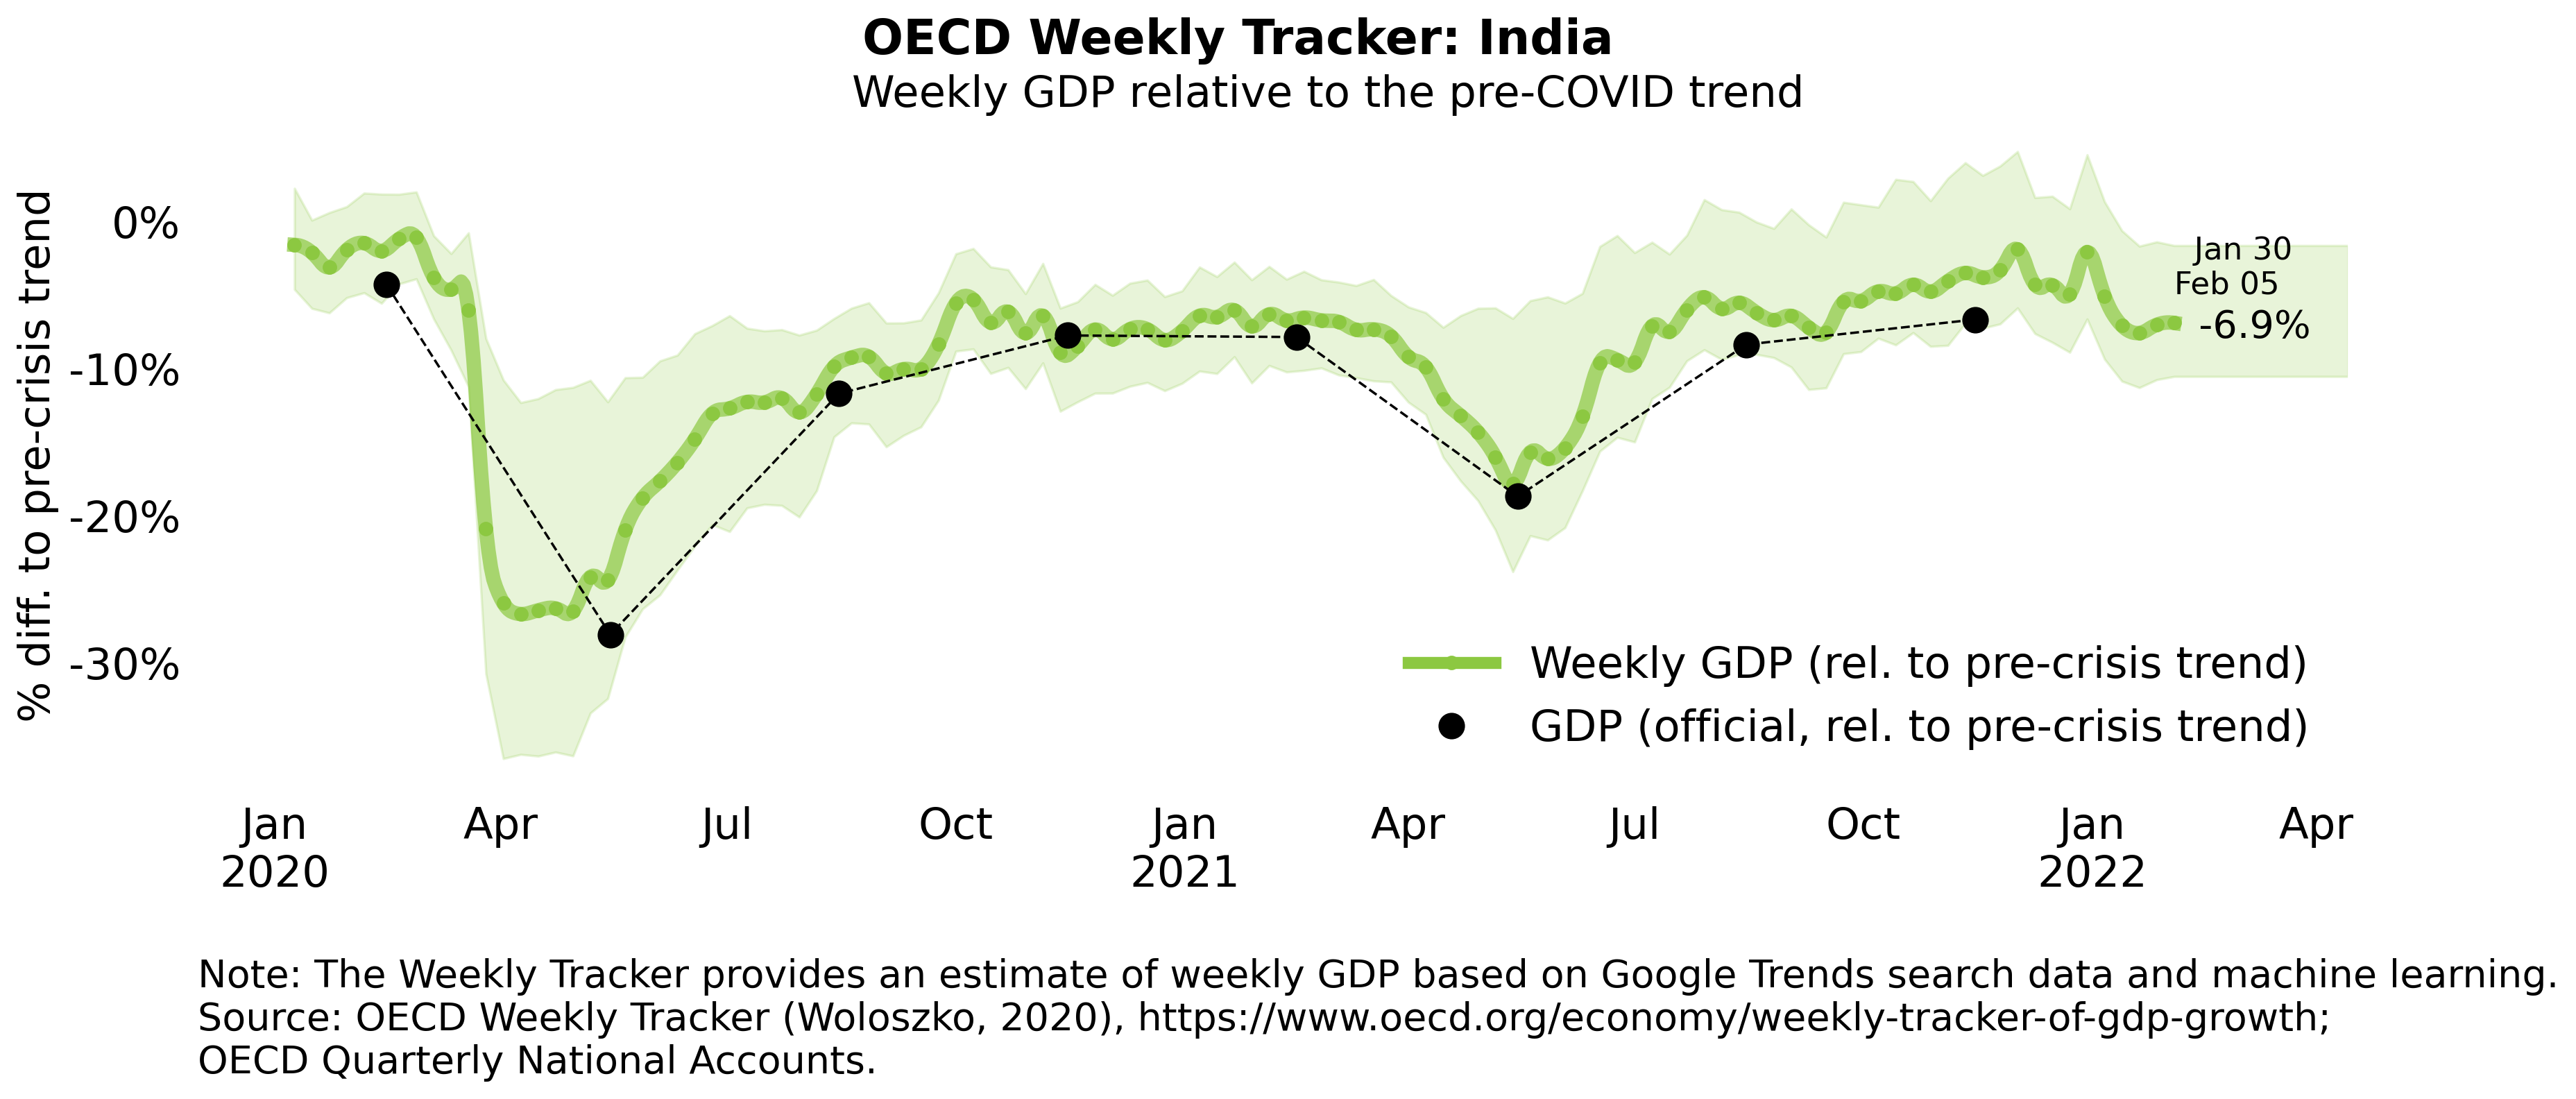 OECD Weekly Tracker: India
Weekly GDP relative to the pre-COVID trend
% diff. to pre-crisis trend
0%
-10%
-20%
-30%
Jan 30
Feb 05
-6.9%
Weekly GDP (rel. to pre-crisis trend)
GDP (official, rel. to pre-crisis trend)
Jan Apr Jul Oct Jan Apr Jul Oct Jan Apr
2020 2021 2022
Note: The Weekly Tracker provides an estimate of weekly GDP based on Google Trends search data and machine learning.
Source: OECD Weekly Tracker (Woloszko, 2020), https://www.oecd.org/economy/weekly-tracker-of-gdp-growth;
OECD Quarterly National Accounts.